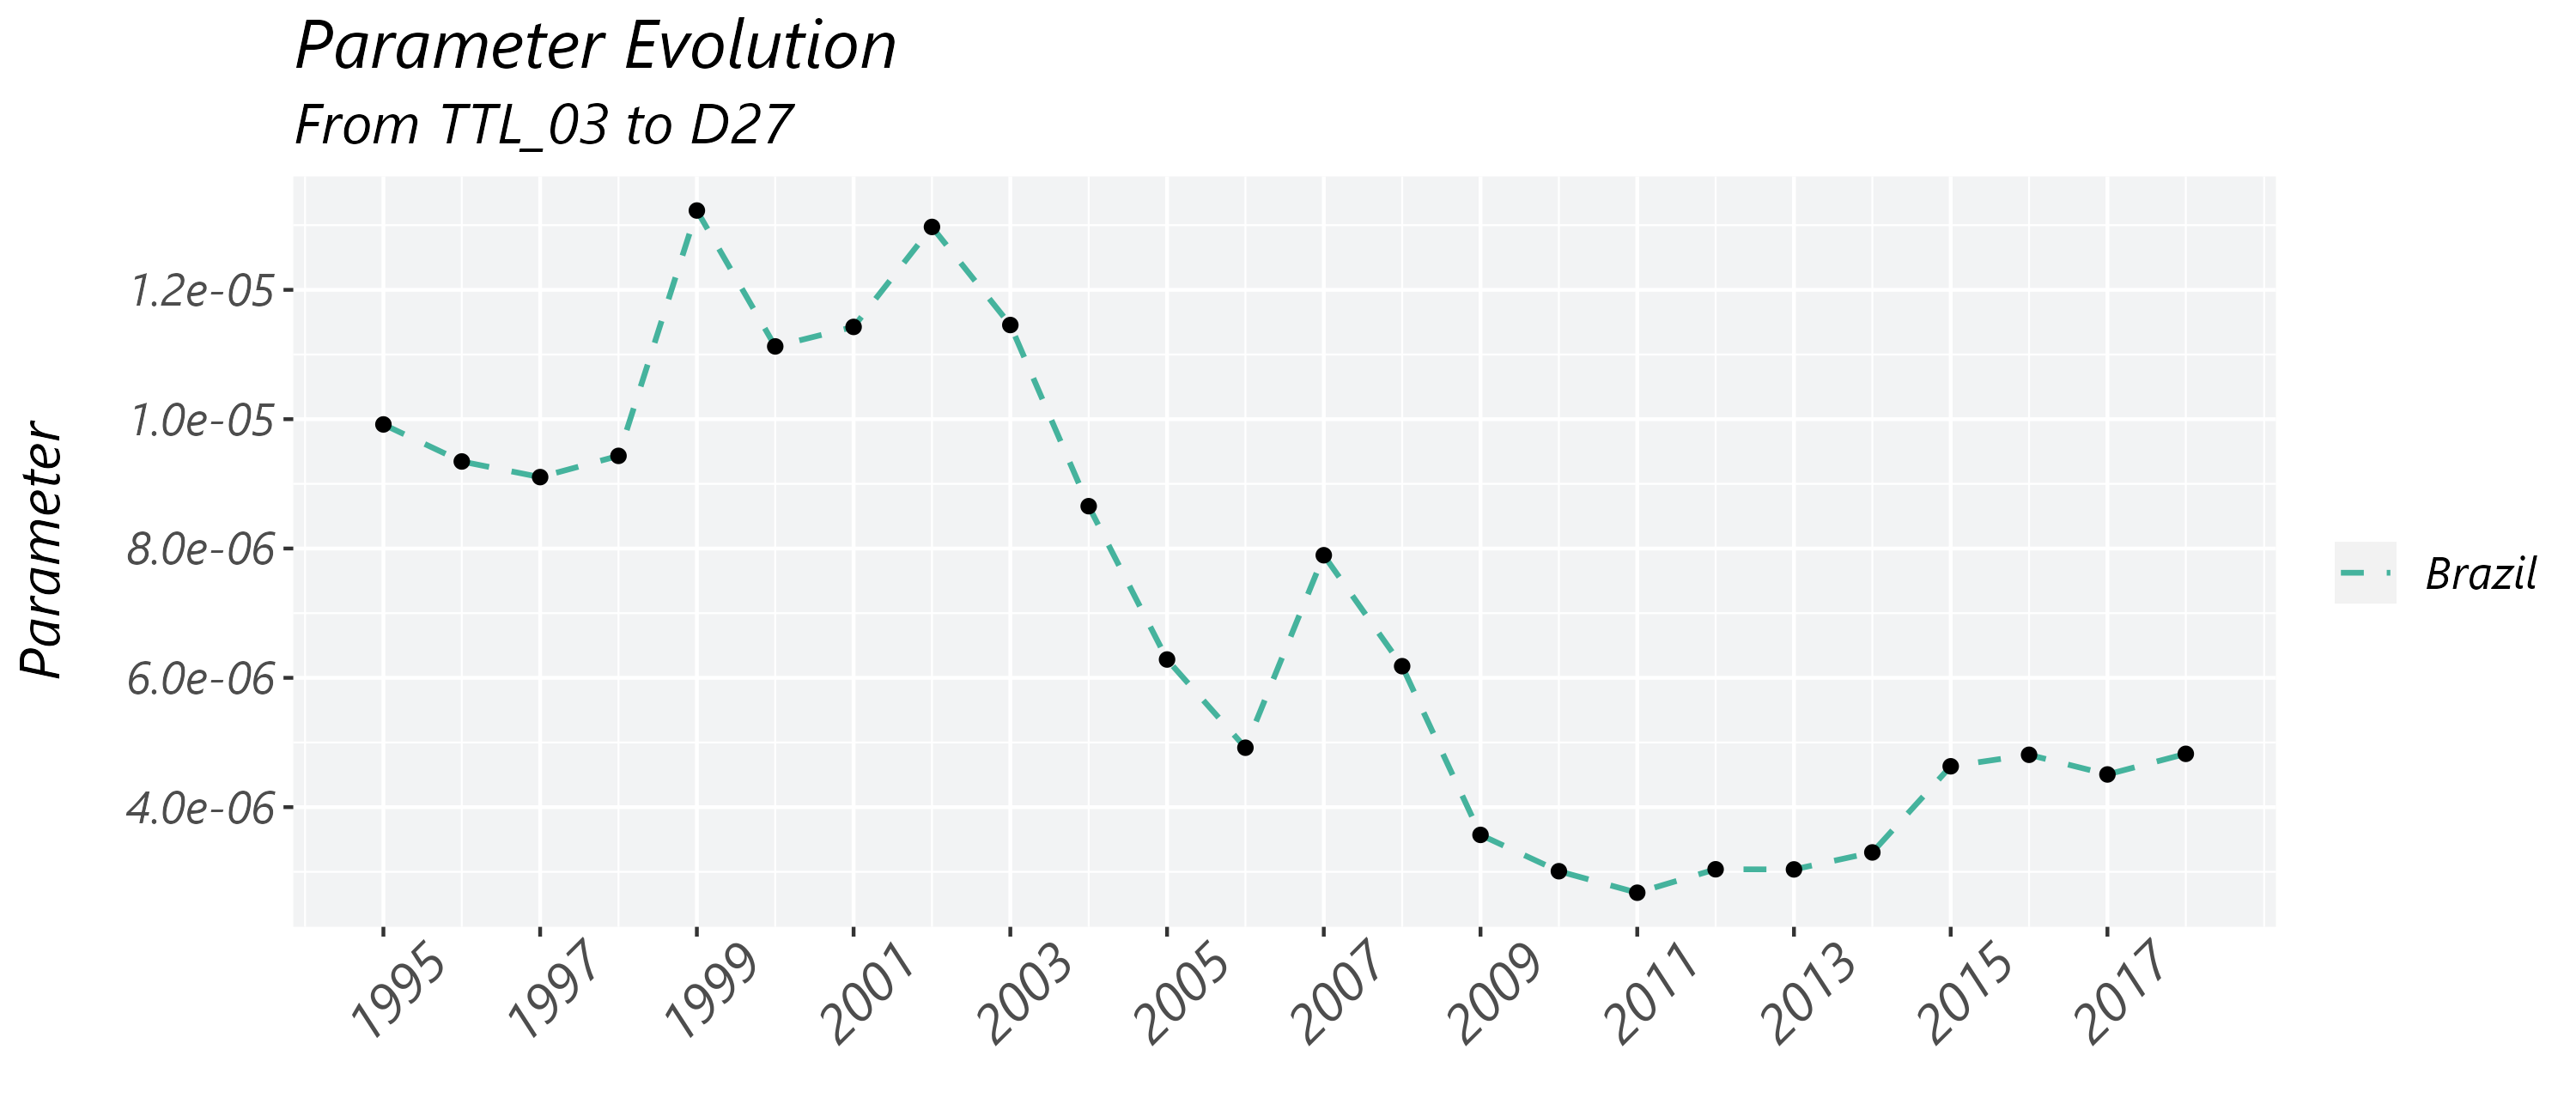 Parameter Evolution
From TTL_03 to D27
Parameter
1.2e-05
1.0e-05
8.0e-06
6.0e-06
4.0e-06
1995
1997
1999
2001
2003
2005
2007
2009
2011
2013
2015
2017
Brazil